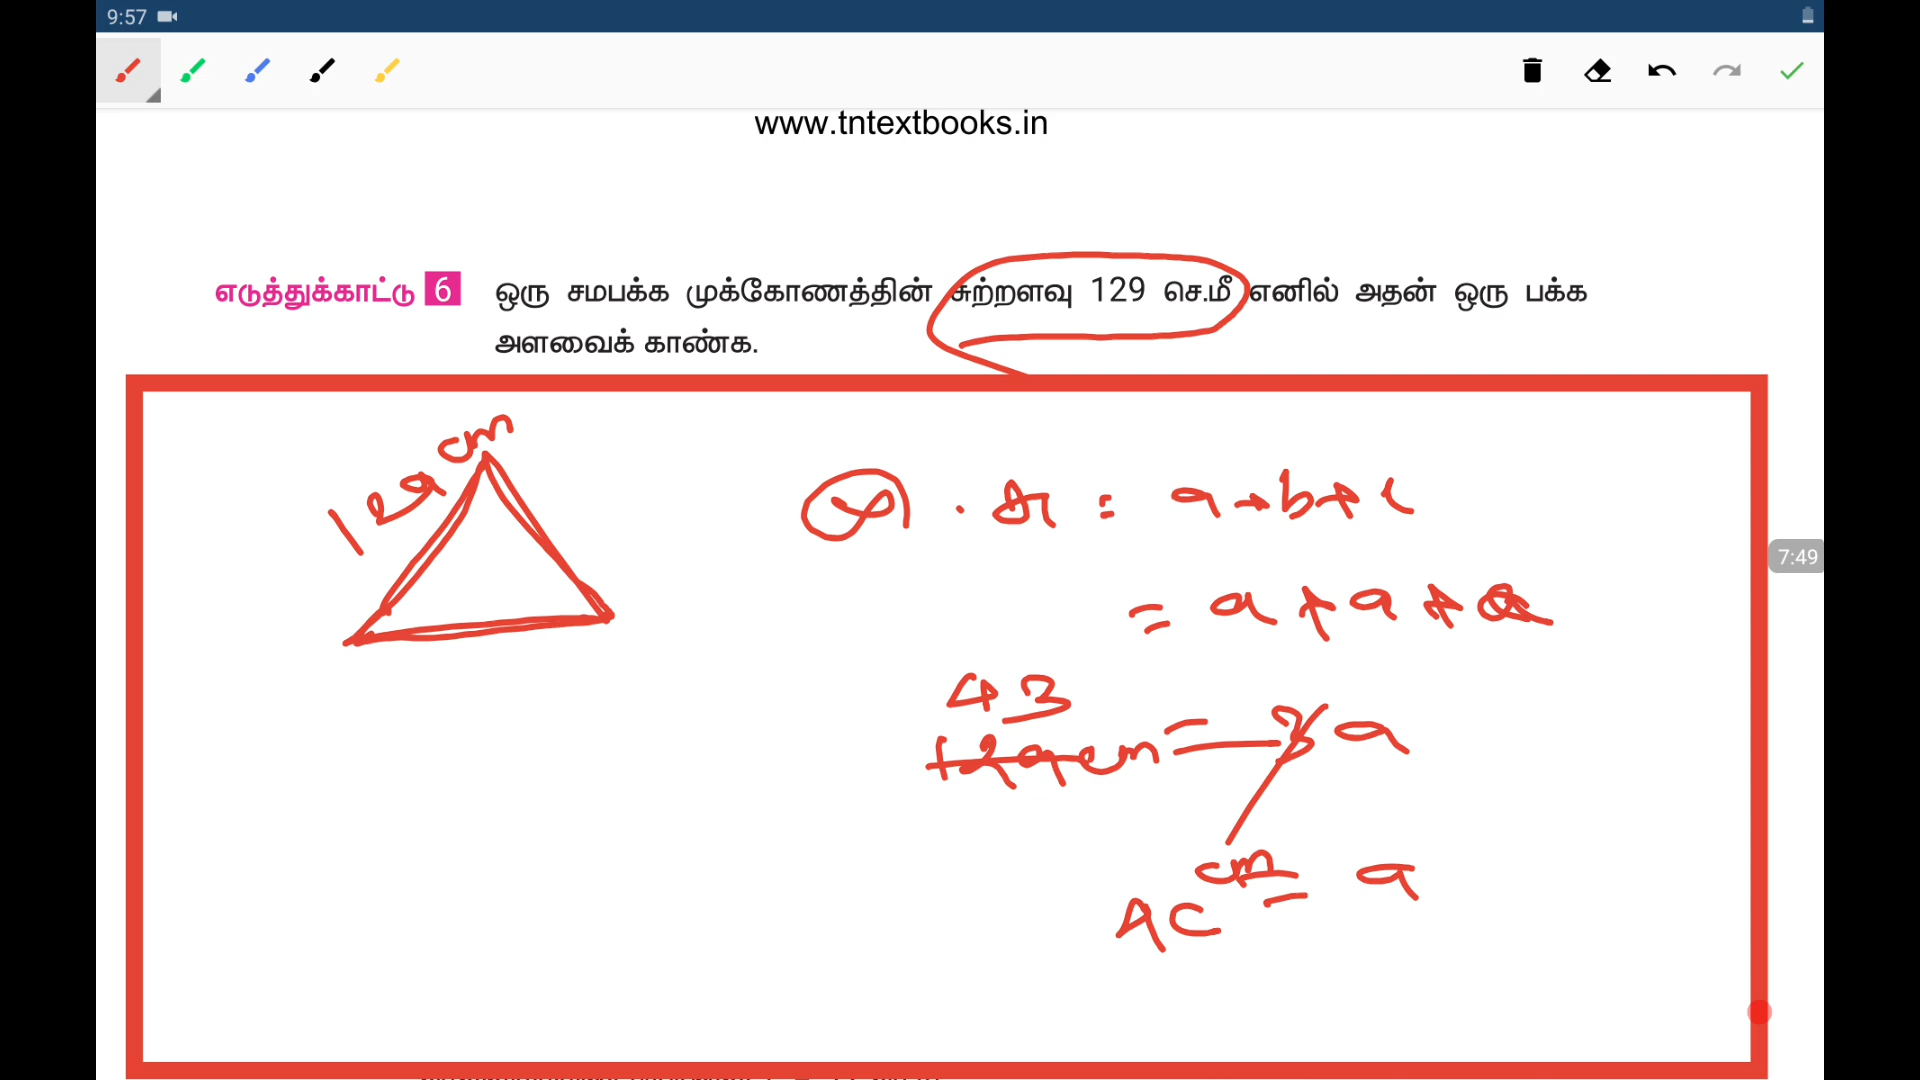 9:57
www.tntextbooks.in
எடுத்துக்காட்டு 6 ஒரு சமபக்க முக்கோணத்தின் சுற்றளவு 129 செ.மீ எனில் அதன் ஒரு பக்க
அளவைக் காண்க.
129 cm
= a+b+c
= a+a+a
43
129cm = 3a
cm = a
7:49